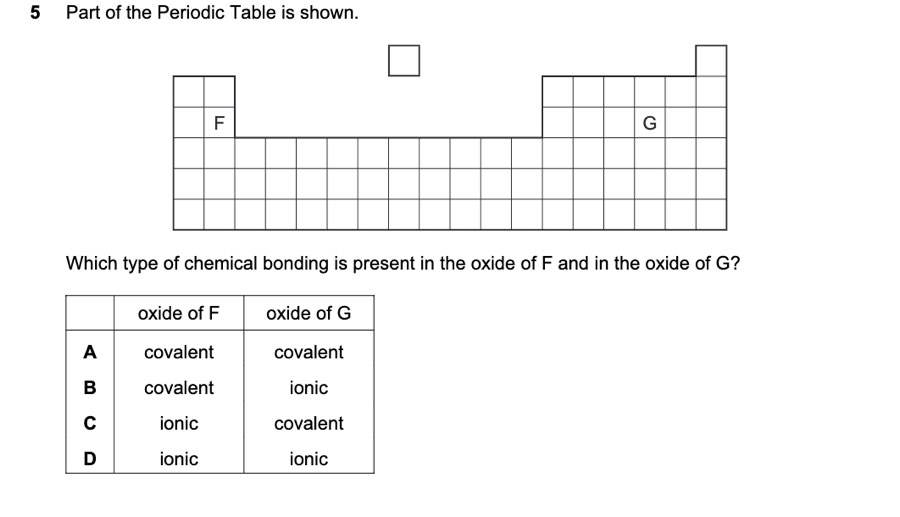 5 Part of the Periodic Table is shown.
F G
Which type of chemical bonding is present in the oxide of F and in the oxide of G?
oxide of F oxide of G
A covalent covalent
B covalent ionic
C ionic covalent
D ionic ionic